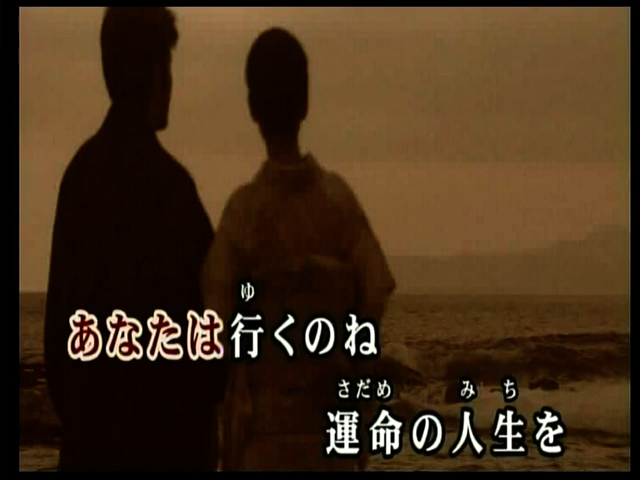 ゆ
あなたは行くのね
さだめ みち
運命の人生を